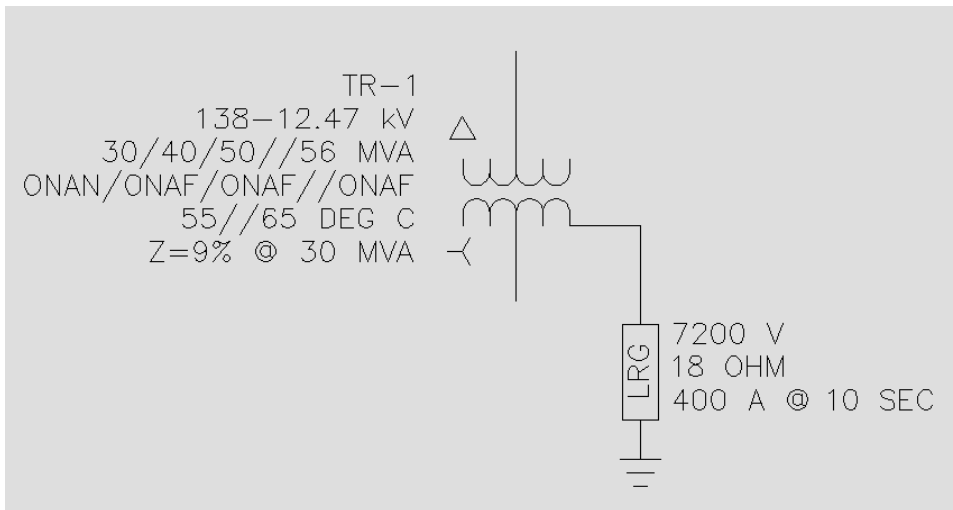 TR-1
138-12.47 kV
30/40/50//56 MVA
ONAN/ONAF/ONAF//ONAF
55//65 DEG C
Z=9% @ 30 MVA
LRG
7200 V
18 OHM
400 A @ 10 SEC